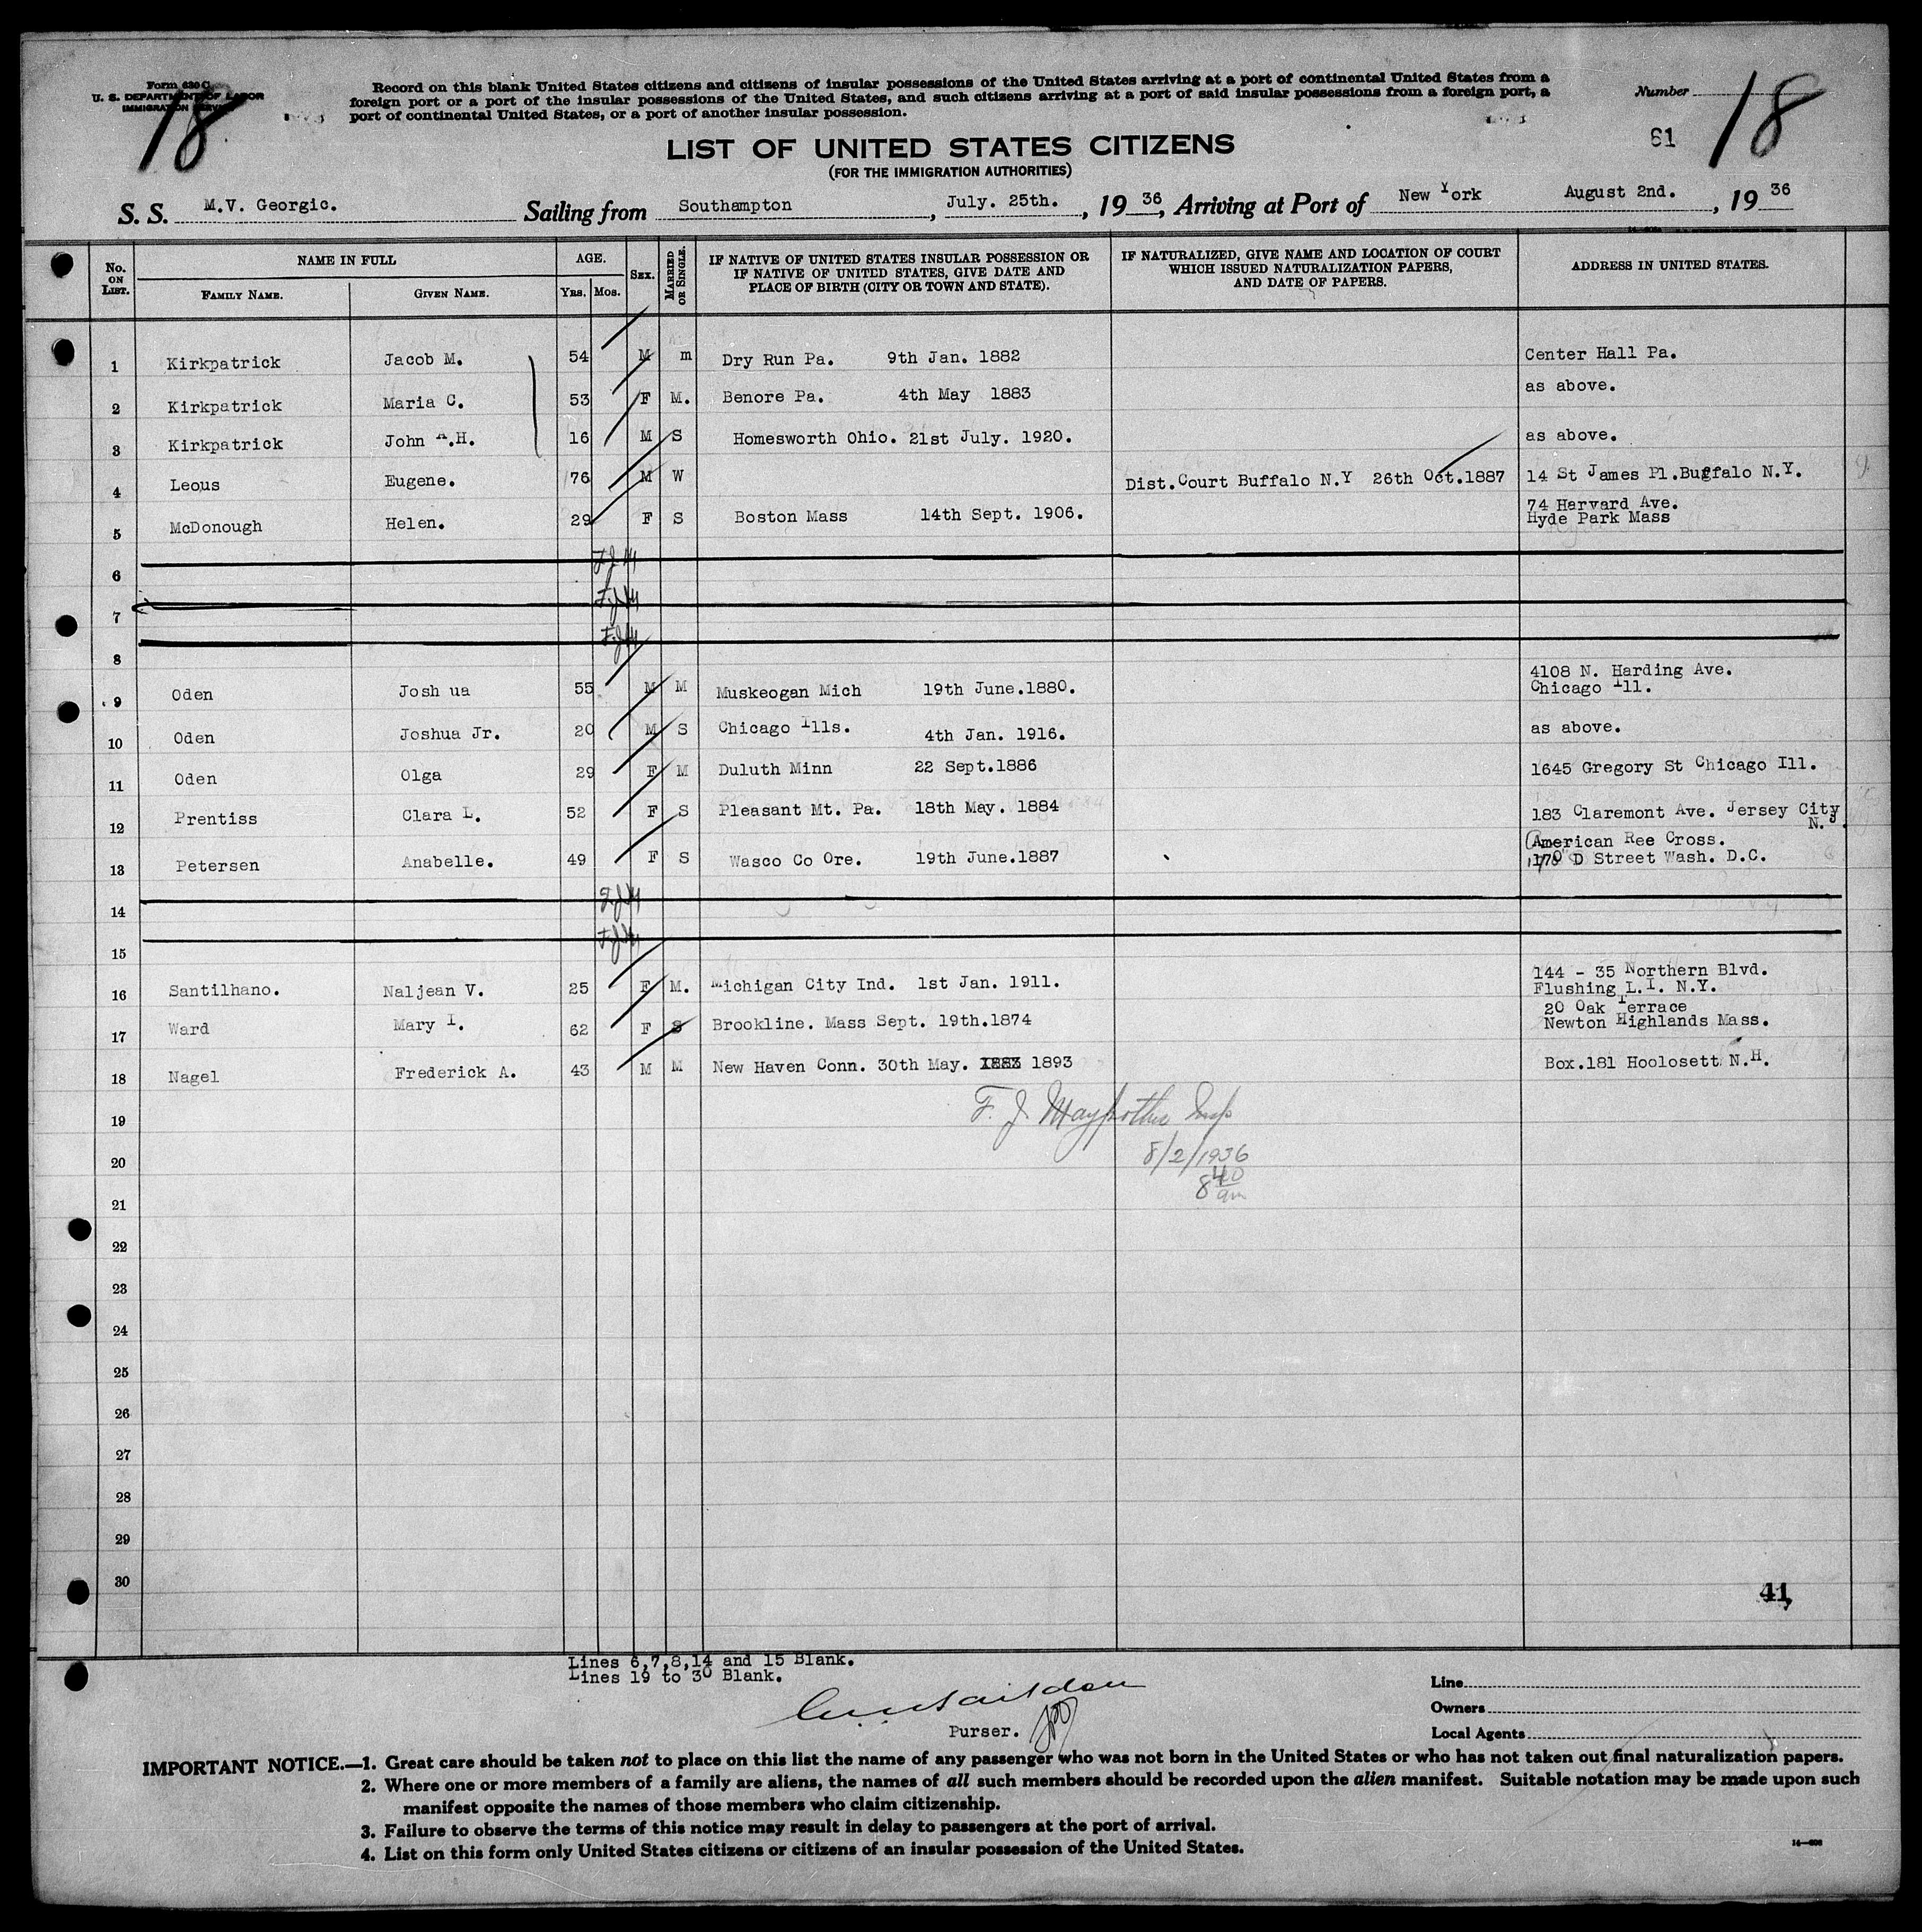 Form 630 C
U. S. DEPARTMENT OF LABOR
IMMIGRATION SERVICE
18
Record on this blank United States citizens and citizens of insular possessions of the United States arriving at a port of continental United States from a
foreign port or a port of the insular possessions of the United States, and such citizens arriving at a port of said insular possessions from a foreign port, a
port of continental United States, or a port of another insular possession.
Number
18
61
LIST OF UNITED STATES CITIZENS
(FOR THE IMMIGRATION AUTHORITIES)
S. S. M.V. Georgic. Sailing from Southampton, July. 25th., 1936, Arriving at Port of New York August 2nd., 1936
No. ON LIST. NAME IN FULL FAMILY NAME. GIVEN NAME. AGE. YRS. MOS. SEX. MARRIED OR SINGLE. IF NATIVE OF UNITED STATES INSULAR POSSESSION OR IF NATIVE OF UNITED STATES, GIVE DATE AND PLACE OF BIRTH (CITY OR TOWN AND STATE). IF NATURALIZED, GIVE NAME AND LOCATION OF COURT WHICH ISSUED NATURALIZATION PAPERS, AND DATE OF PAPERS. ADDRESS IN UNITED STATES.
1 Kirkpatrick Jacob M. 54 M m Dry Run Pa. 9th Jan. 1882 Center Hall Pa.
2 Kirkpatrick Maria C. 53 F M. Benore Pa. 4th May 1883 as above.
3 Kirkpatrick John A.H. 16 M S Homesworth Ohio. 21st July. 1920. as above.
4 Leous Eugene. 76 M W Dist.Court Buffalo N.Y 26th Oct.1887 14 St James Pl.Buffalo N.Y.
5 McDonough Helen. 29 F S Boston Mass 14th Sept. 1906. 74 Harvard Ave.
Hyde Park Mass
6
7
8
9 Oden Josh ua 55 M M Muskeogan Mich 19th June.1880. 4108 N. Harding Ave.
Chicago Ill.
10 Oden Joshua Jr. 20 M S Chicago Ills. 4th Jan. 1916. as above.
11 Oden Olga 29 F M Duluth Minn 22 Sept.1886 1645 Gregory St Chicago Ill.
12 Prentiss Clara L. 52 F S Pleasant Mt. Pa. 18th May. 1884 183 Claremont Ave. Jersey City
N.J.
13 Petersen Anabelle. 49 F S Wasco Co Ore. 19th June.1887 American Ree Cross.
D Street Wash. D.C.
14
15
16 Santilhano. Naljean V. 25 F M. Michigan City Ind. 1st Jan. 1911. 144 - 35 Northern Blvd.
Flushing L.I. N.Y.
17 Ward Mary I. 62 F S Brookline. Mass Sept. 19th.1874 20 Oak Terrace
Newton Highlands Mass.
18 Nagel Frederick A. 43 M M New Haven Conn. 30th May. 1893 Box.181 Hoolosett N.H.
19
F. J.
20
8/2/1936
8 40 am
21
22
23
24
25
26
27
28
29
30
41,
Lines 6,7,8,14 and 15 Blank.
Lines 19 to 30 Blank.
Purser.
Line
Owners
Local Agents
IMPORTANT NOTICE.—1. Great care should be taken not to place on this list the name of any passenger who was not born in the United States or who has not taken out final naturalization papers.
2. Where one or more members of a family are aliens, the names of all such members should be recorded upon the alien manifest. Suitable notation may be made upon such
manifest opposite the names of those members who claim citizenship.
3. Failure to observe the terms of this notice may result in delay to passengers at the port of arrival.
4. List on this form only United States citizens or citizens of an insular possession of the United States.